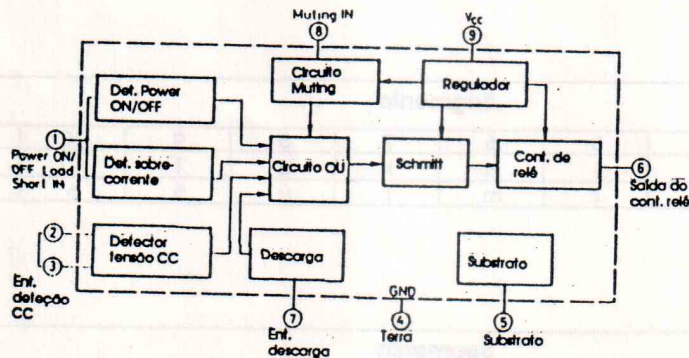 Muting IN
Vcc
8
9
Det. Power
ON/OFF
Circuito
Muting
Regulador
1
Power ON/
OFF Load
Short IN
Det. sobre-
corrente
Circuito OU
Schmitt
Cont. de
relé
6
Saída do
cont. relé
2
3
Detector
tensão CC
Descarga
Substrato
Ent.
deteção
CC
GND
7
4
5
Ent.
descarga
Terra
Substrato